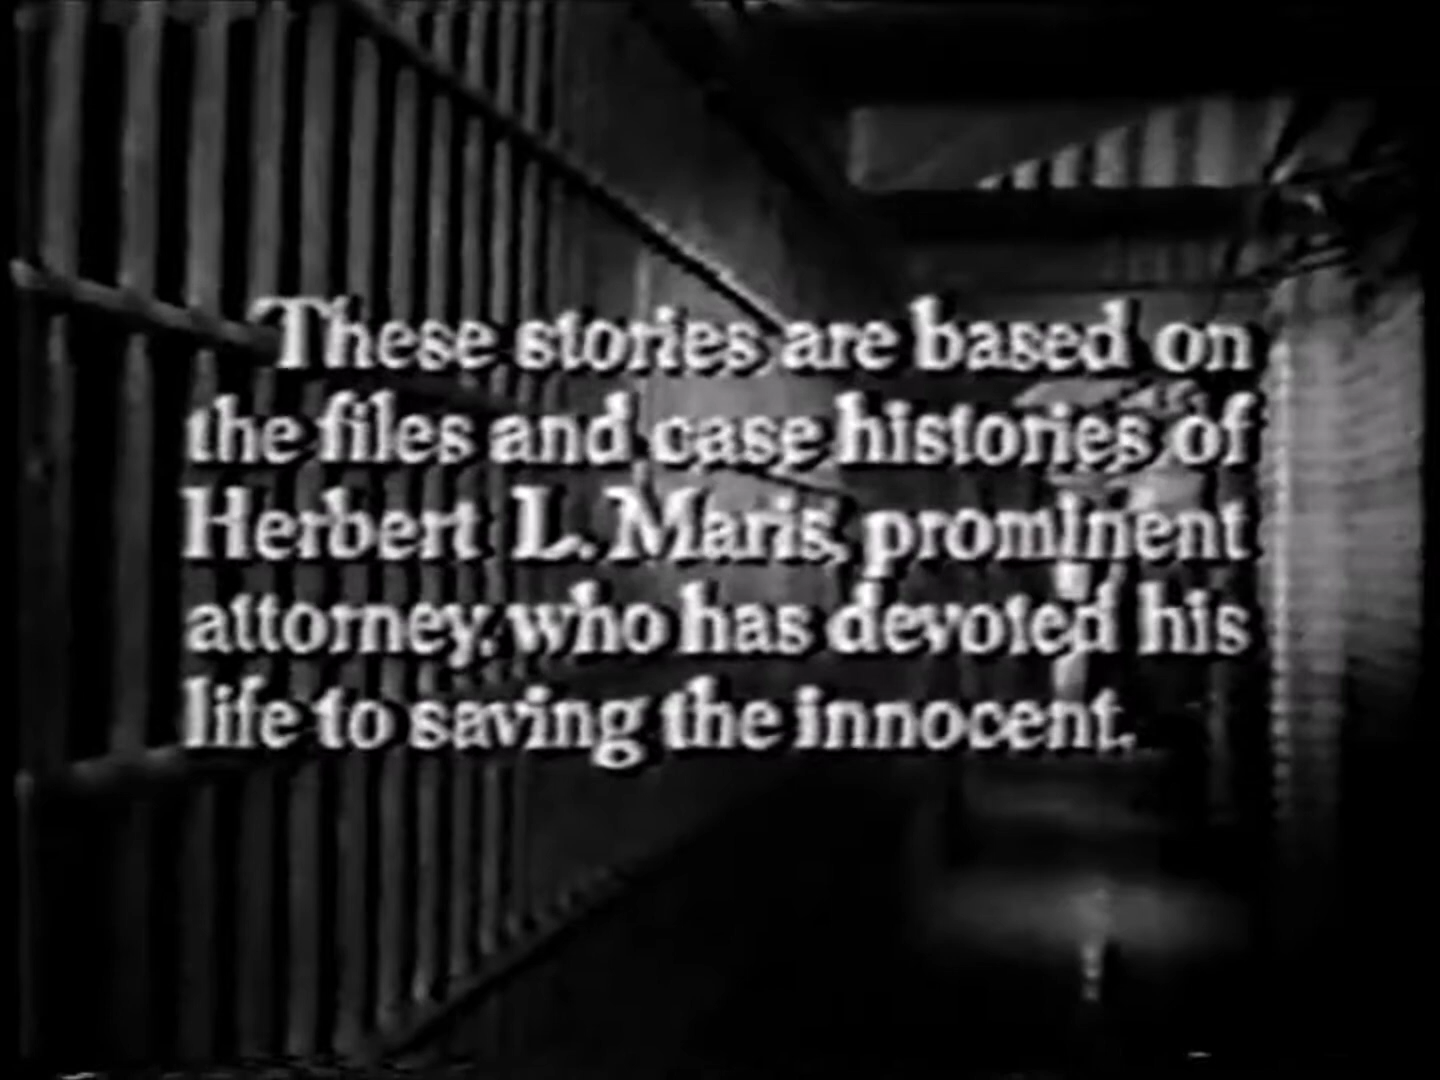 These stories are based on
the files and case histories of
Herbert L. Maris, prominent
attorney, who has devoted his
life to saving the innocent.